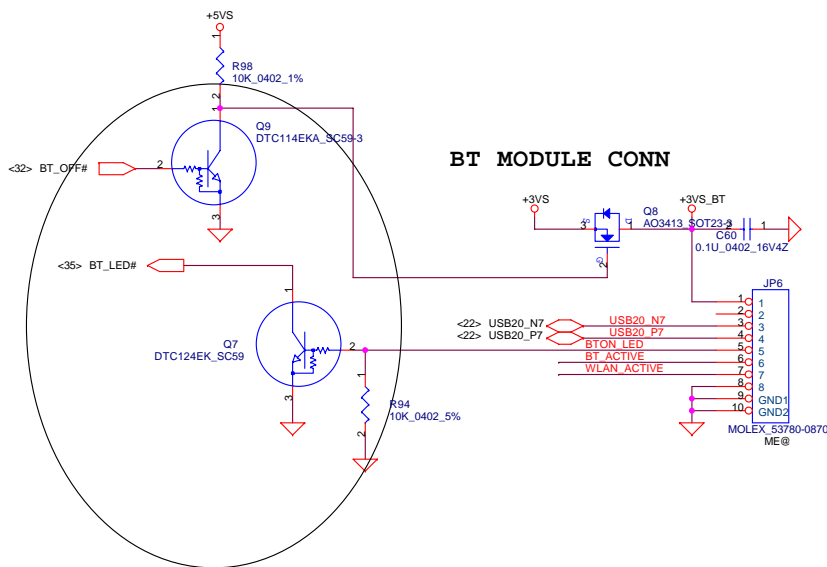 +5VS
1
R98
10K_0402_1%
2
1
Q9
DTC114EKA_SC59-3
<32> BT_OFF#
2
3
BT MODULE CONN
+3VS
+3VS_BT
3
S
D
1
G
2
Q8
AO3413_SOT23-3
2
1
C60
0.1U_0402_16V4Z
<35> BT_LED#
1
Q7
DTC124EK_SC59
2
3
1
R94
10K_0402_5%
2
JP6
1 1
2 2
<22> USB20_N7 USB20_N7 3 3
<22> USB20_P7 USB20_P7 4 4
BTON_LED 5 5
BT_ACTIVE 6 6
WLAN_ACTIVE 7 7
8 8
9 GND1
10 GND2
MOLEX_53780-0870
ME@